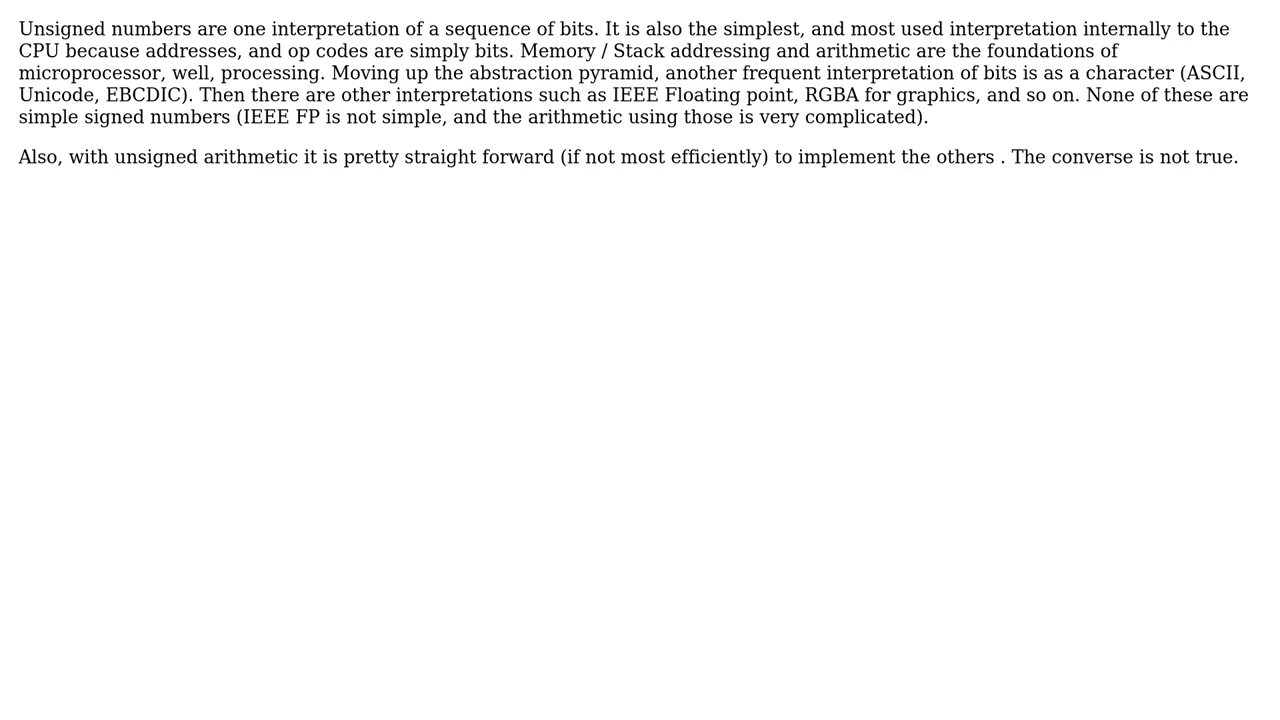 Unsigned numbers are one interpretation of a sequence of bits. It is also the simplest, and most used interpretation internally to the
CPU because addresses, and op codes are simply bits. Memory / Stack addressing and arithmetic are the foundations of
microprocessor, well, processing. Moving up the abstraction pyramid, another frequent interpretation of bits is as a character (ASCII,
Unicode, EBCDIC). Then there are other interpretations such as IEEE Floating point, RGBA for graphics, and so on. None of these are
simple signed numbers (IEEE FP is not simple, and the arithmetic using those is very complicated).
Also, with unsigned arithmetic it is pretty straight forward (if not most efficiently) to implement the others . The converse is not true.